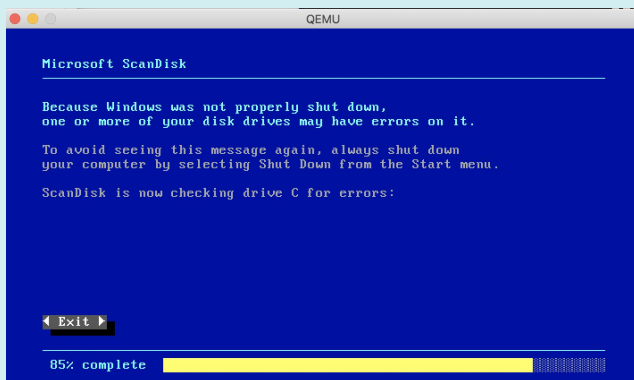 QEMU
Microsoft ScanDisk
Because Windows was not properly shut down,
one or more of your disk drives may have errors on it.
To avoid seeing this message again, always shut down
your computer by selecting Shut Down from the Start menu.
ScanDisk is now checking drive C for errors:
Exit
85% complete